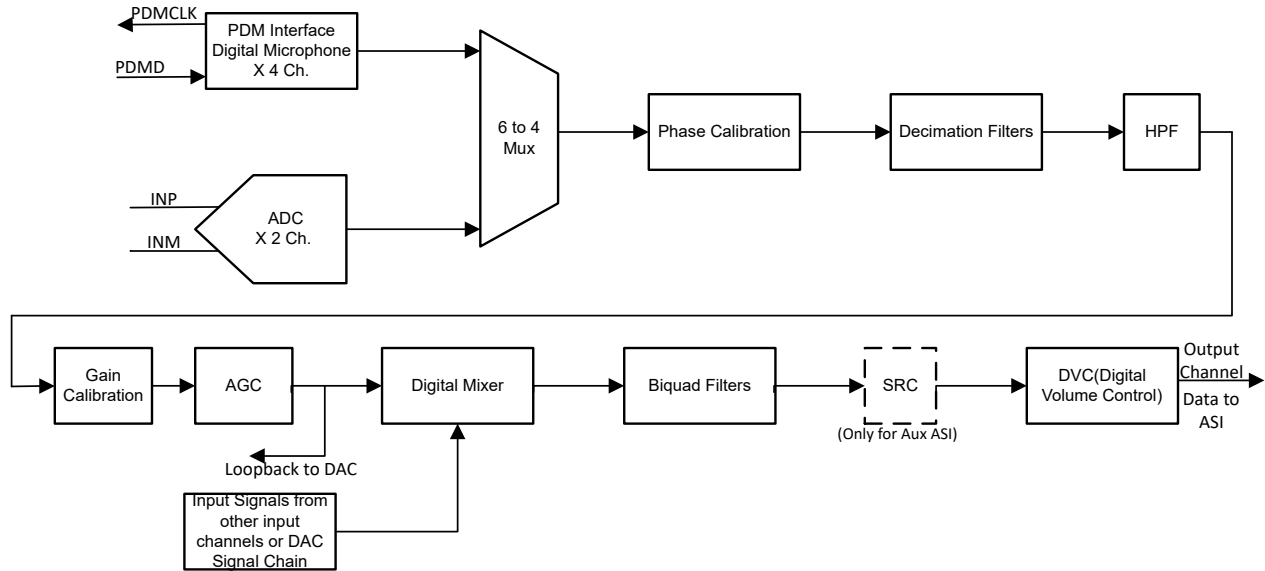 PDMCLK
PDMD
PDM Interface
Digital Microphone
X 4 Ch.
INP
INM
ADC
X 2 Ch.
6 to 4
Mux
Phase Calibration
Decimation Filters
HPF
Gain
Calibration
AGC
Loopback to DAC
Digital Mixer
Input Signals from
other input
channels or DAC
Signal Chain
Biquad Filters
SRC
(Only for Aux ASI)
DVC(Digital
Volume Control)
Output
Channel
Data to
ASI